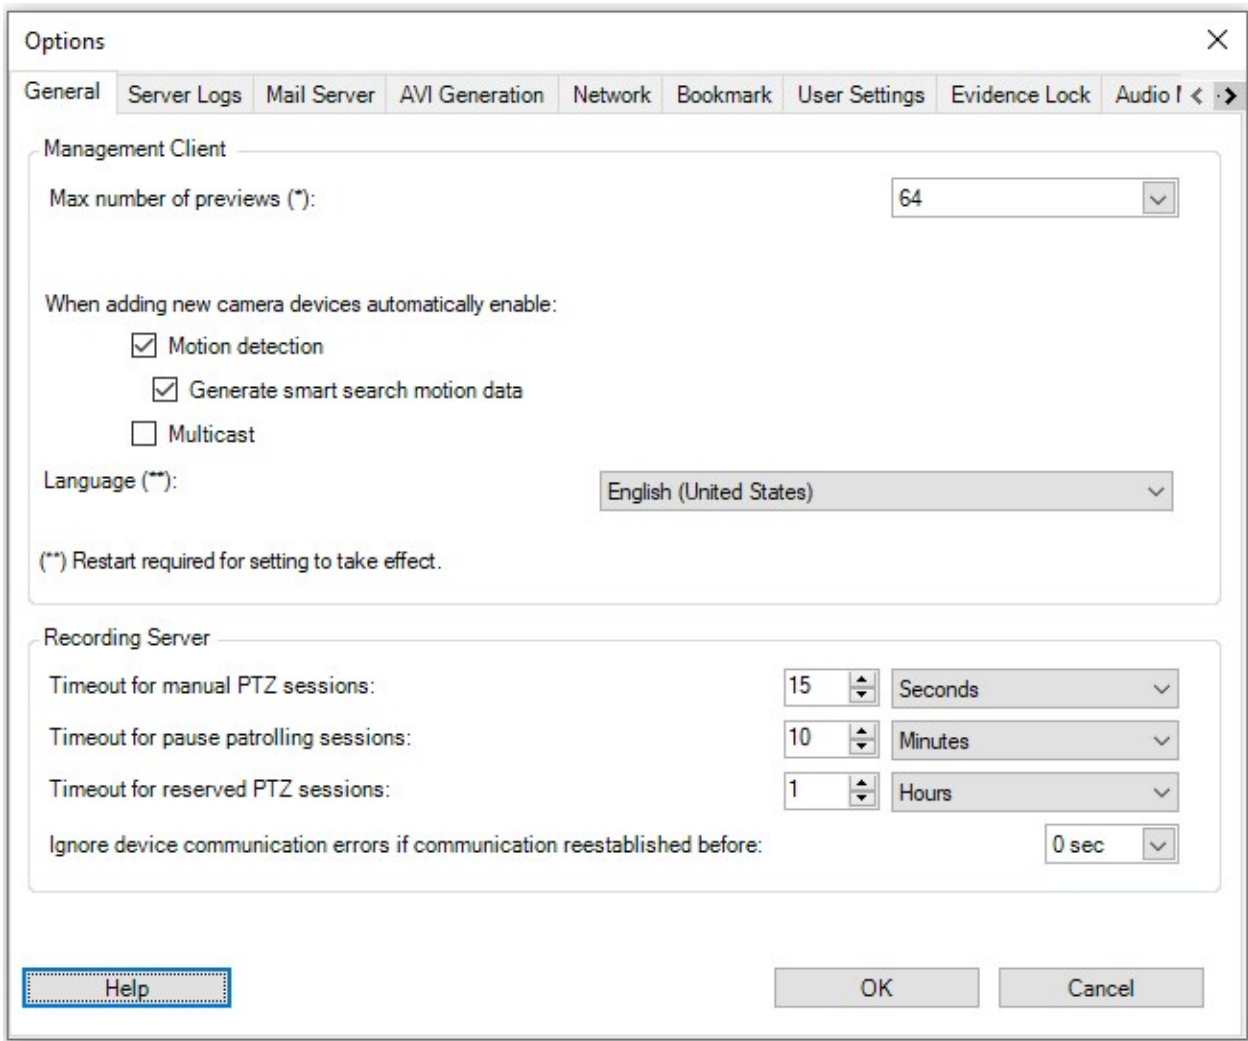 Options
General Server Logs Mail Server AVI Generation Network Bookmark User Settings Evidence Lock Audio
Management Client
Max number of previews (*): 64
When adding new camera devices automatically enable:
Motion detection
Generate smart search motion data
Multicast
Language (**): English (United States)
(**) Restart required for setting to take effect.
Recording Server
Timeout for manual PTZ sessions: 15 Seconds
Timeout for pause patrolling sessions: 10 Minutes
Timeout for reserved PTZ sessions: 1 Hours
Ignore device communication errors if communication reestablished before: 0 sec
Help OK Cancel